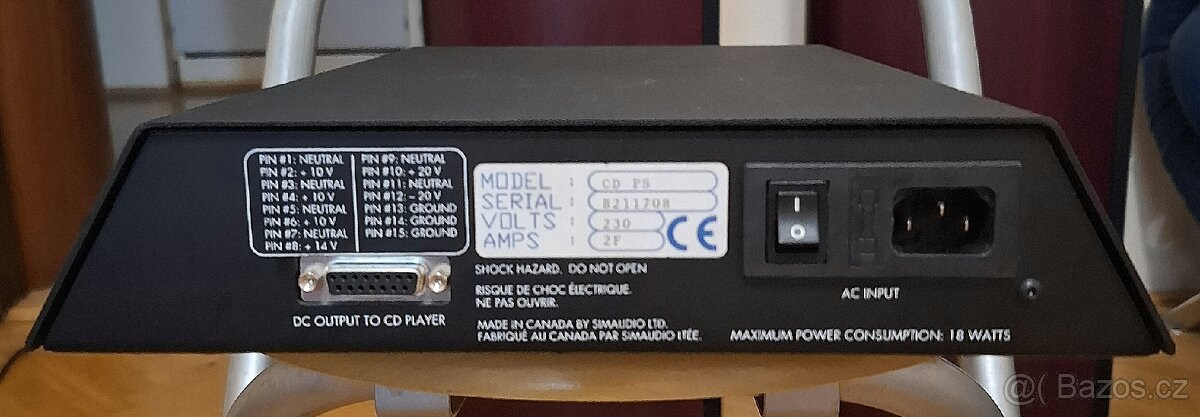 PIN #1: NEUTRAL
PIN #2: + 10 V
PIN #3: NEUTRAL
PIN #4: + 10 V
PIN #5: NEUTRAL
PIN #6: + 10 V
PIN #7: NEUTRAL
PIN #8: + 14 V
PIN #9: NEUTRAL
PIN #10: + 20 V
PIN #11: NEUTRAL
PIN #12: – 20 V
PIN #13: GROUND
PIN #14: GROUND
PIN #15: GROUND
DC OUTPUT TO CD PLAYER
MODEL : CD PS
SERIAL : B211708
VOLTS : 230
AMPS : 2F
CE
SHOCK HAZARD. DO NOT OPEN
RISQUE DE CHOC ÉLECTRIQUE.
NE PAS OUVRIR.
MADE IN CANADA BY SIMAUDIO LTD.
FABRIQUÉ AU CANADA PAR SIMAUDIO LTÉE.
I
O
AC INPUT
MAXIMUM POWER CONSUMPTION: 18 WATTS
@( Bazos.cz